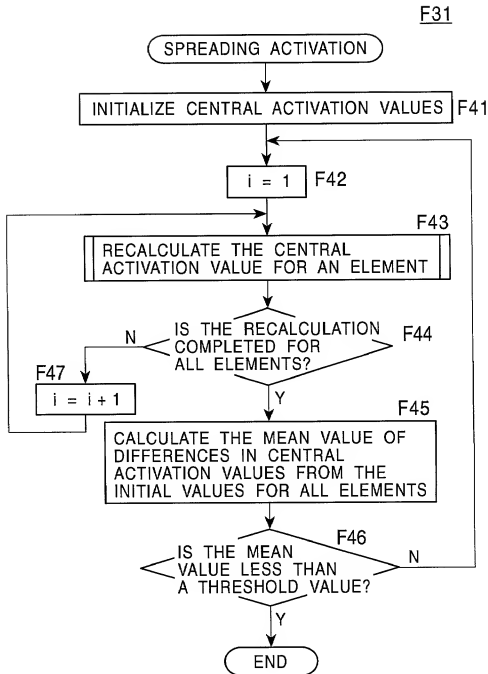 F31
SPREADING ACTIVATION
INITIALIZE CENTRAL ACTIVATION VALUES
F41
i = 1
F42
F43
RECALCULATE THE CENTRAL
ACTIVATION VALUE FOR AN ELEMENT
IS THE RECALCULATION
COMPLETED FOR
ALL ELEMENTS?
F44
N
F47
i = i + 1
Y
F45
CALCULATE THE MEAN VALUE OF
DIFFERENCES IN CENTRAL
ACTIVATION VALUES FROM THE
INITIAL VALUES FOR ALL ELEMENTS
F46
IS THE MEAN
VALUE LESS THAN
A THRESHOLD VALUE?
N
Y
END